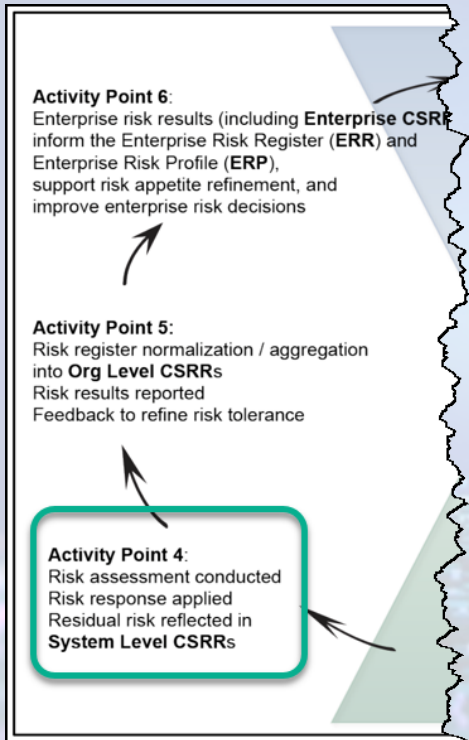 Activity Point 6:
Enterprise risk results (including Enterprise CSRR
inform the Enterprise Risk Register (ERR) and
Enterprise Risk Profile (ERP),
support risk appetite refinement, and
improve enterprise risk decisions
Activity Point 5:
Risk register normalization / aggregation
into Org Level CSRRs
Risk results reported
Feedback to refine risk tolerance
Activity Point 4:
Risk assessment conducted
Risk response applied
Residual risk reflected in
System Level CSRRs